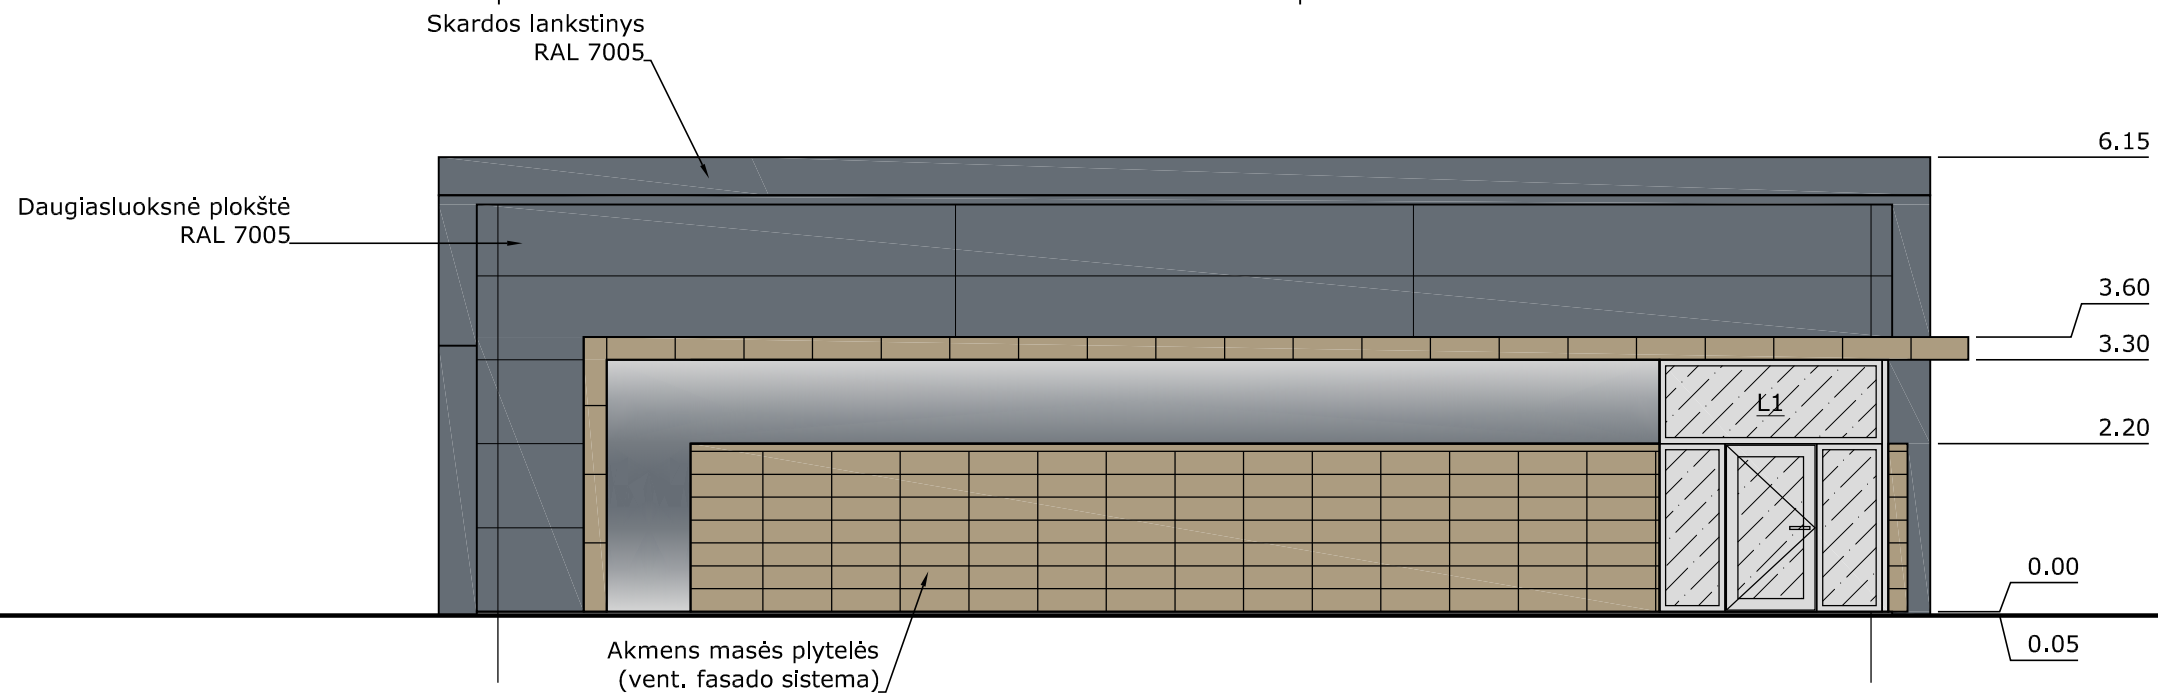 Skardos lankstinys
RAL 7005
6.15
Daugiasluoksnė plokštė
RAL 7005
3.60
3.30
L1
2.20
0.00
0.05
Akmens masės plytelės
(vent. fasado sistema)